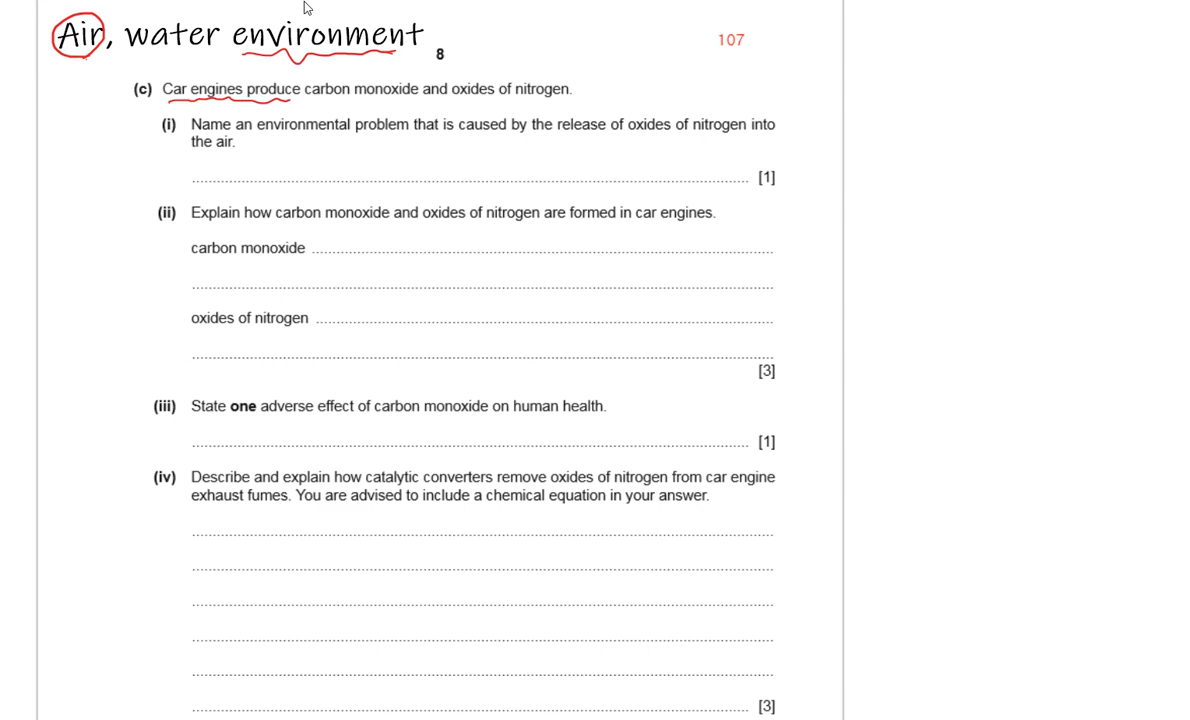 Air, water environment
107
8
(c) Car engines produce carbon monoxide and oxides of nitrogen.
(i) Name an environmental problem that is caused by the release of oxides of nitrogen into
the air.
[1]
(ii) Explain how carbon monoxide and oxides of nitrogen are formed in car engines.
carbon monoxide
oxides of nitrogen
[3]
(iii) State one adverse effect of carbon monoxide on human health.
[1]
(iv) Describe and explain how catalytic converters remove oxides of nitrogen from car engine
exhaust fumes. You are advised to include a chemical equation in your answer.
[3]